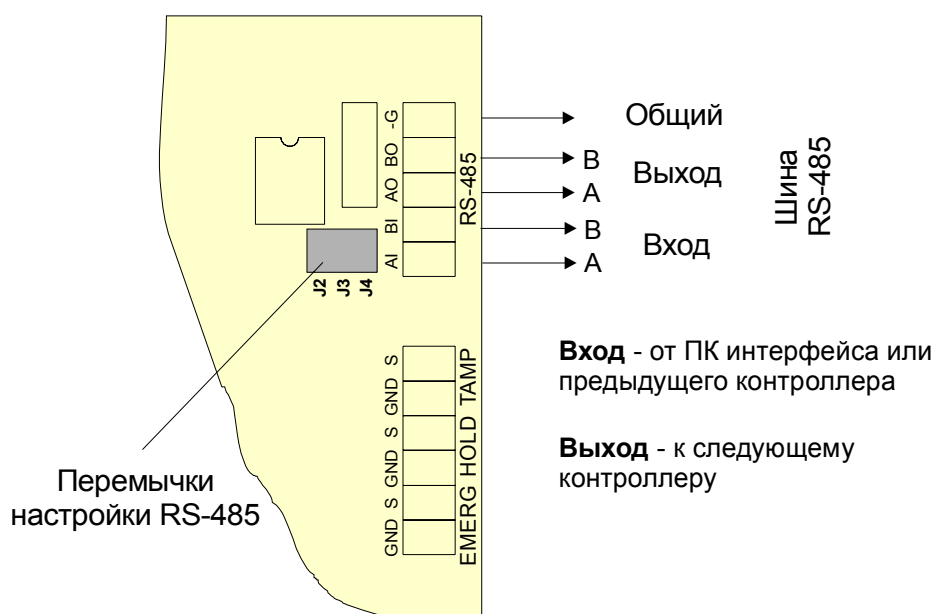 -G
BO
AO
BI
AI
RS-485
J2
J3
J4
Общий
B
Выход
A
B
Вход
A
Шина
RS-485
S
GND
S
GND
S
GND
EMERG HOLD TAMP
Вход - от ПК интерфейса или
предыдущего контроллера
Выход - к следующему
контроллеру
Перемычки
настройки RS-485